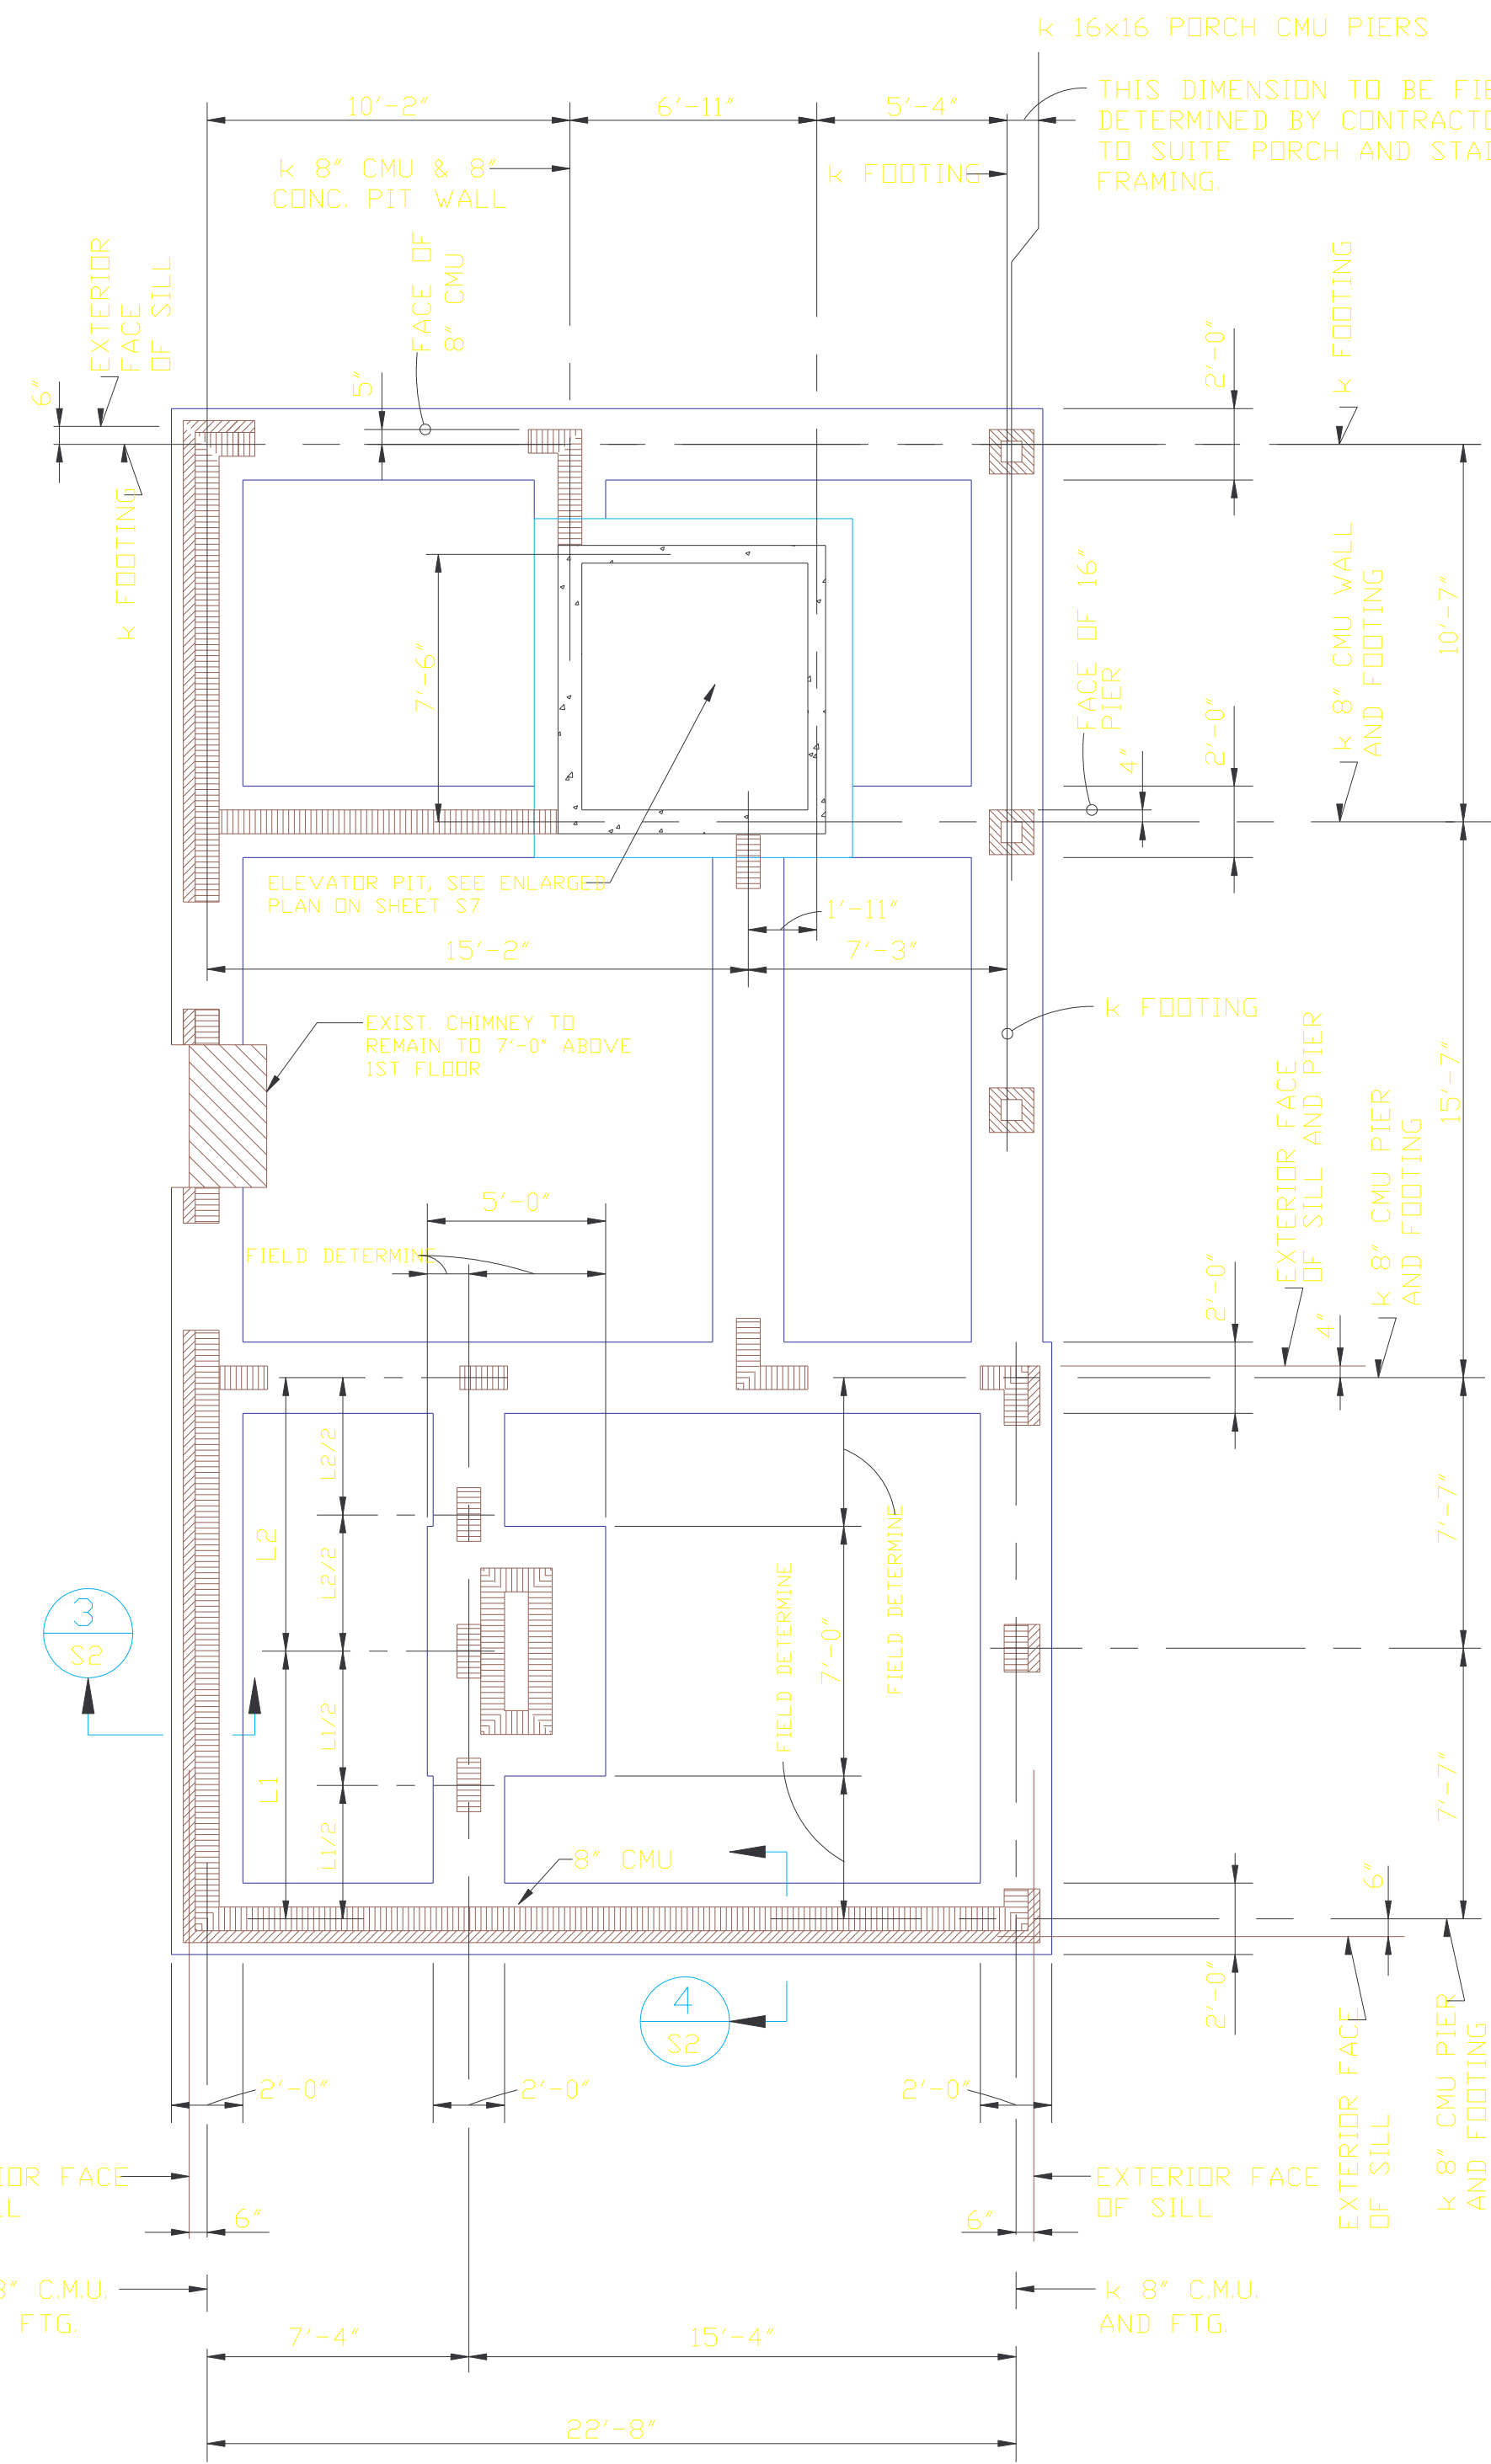 k 16x16 PORCH CMU PIERS
THIS DIMENSION TO BE FIE
DETERMINED BY CONTRACTO
TO SUITE PORCH AND STAI
FRAMING.
10'-2"
6'-11"
5'-4"
k 8" CMU & 8"
CONC. PIT WALL
k FOOTING
EXTERIOR
FACE
OF SILL
FACE OF
8" CMU
6"
5"
2'-0"
k FOOTING
k FOOTING
7'-6"
FACE OF 16"
PIER
4"
2'-0"
k 8" CMU WALL
AND FOOTING
10'-7"
ELEVATOR PIT, SEE ENLARGED
PLAN ON SHEET S7
1'-11"
15'-2"
7'-3"
EXIST. CHIMNEY TO
REMAIN TO 7'-0" ABOVE
1ST FLOOR
k FOOTING
EXTERIOR FACE
OF SILL AND PIER
k 8" CMU PIER
AND FOOTING
15'-7"
5'-0"
FIELD DETERMINE
2'-0"
4"
L2/2
L2
L2/2
FIELD DETERMINE
7'-7"
3
S2
FIELD DETERMINE
7'-0"
L1/2
L1
L1/2
7'-7"
8" CMU
6"
4
S2
2'-0"
2'-0"
2'-0"
2'-0"
EXTERIOR FACE
OF SILL
k 8" CMU PIER
AND FOOTING
IOR FACE
LL
6"
6"
EXTERIOR FACE
OF SILL
8" C.M.U.
FTG.
k 8" C.M.U.
AND FTG.
7'-4"
15'-4"
22'-8"